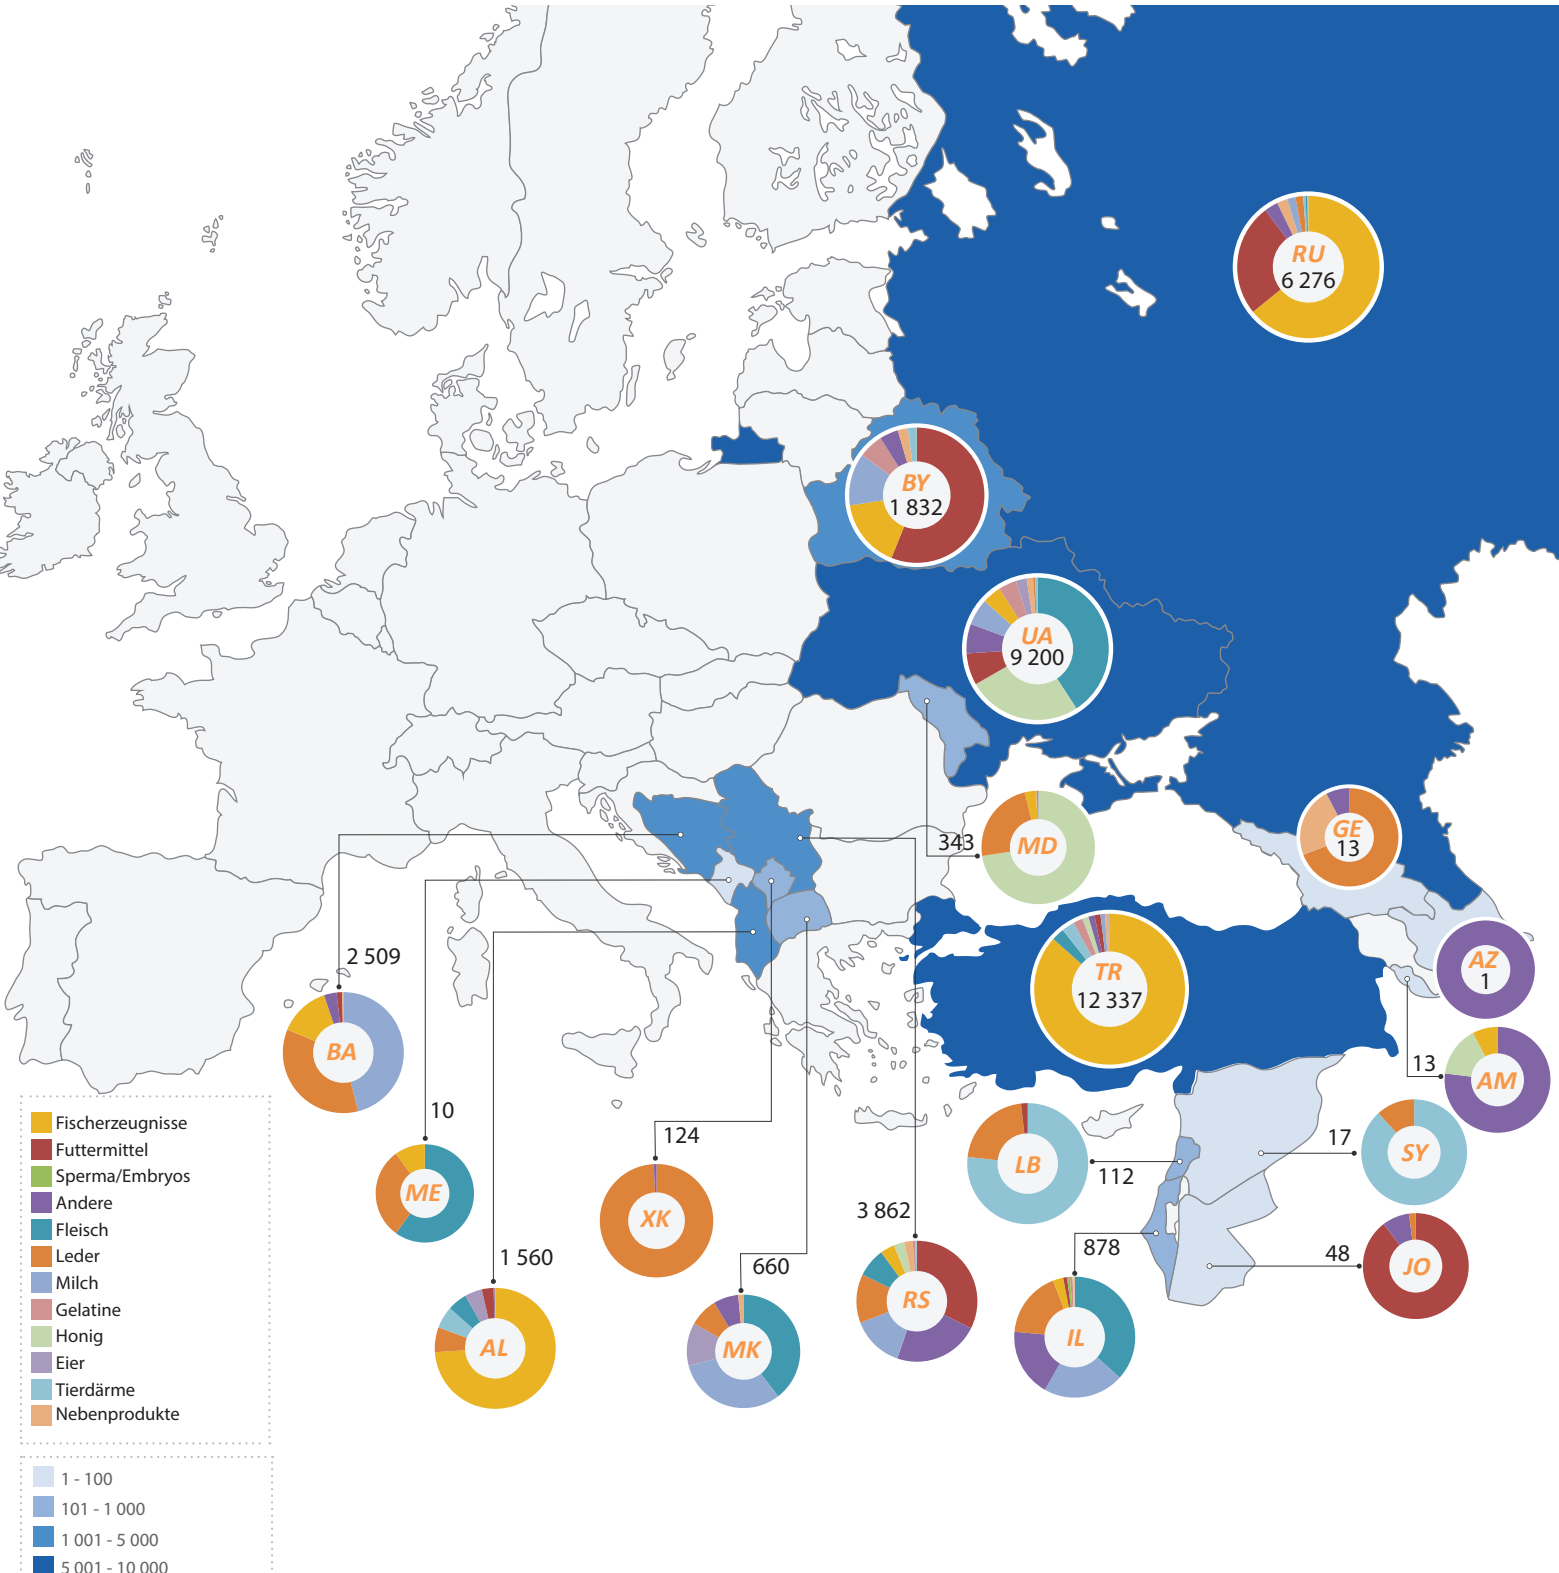 RU
6 276
BY
1 832
UA
9 200
343
MD
GE
13
2 509
BA
TR
12 337
AZ
1
13
AM
10
ME
124
XK
LB
112
17
SY
3 862
RS
878
IL
48
JO
1 560
AL
660
MK
Fischerzeugnisse
Futtermittel
Sperma/Embryos
Andere
Fleisch
Leder
Milch
Gelatine
Honig
Eier
Tierdärme
Nebenprodukte
1 - 100
101 - 1 000
1 001 - 5 000
5 001 - 10 000